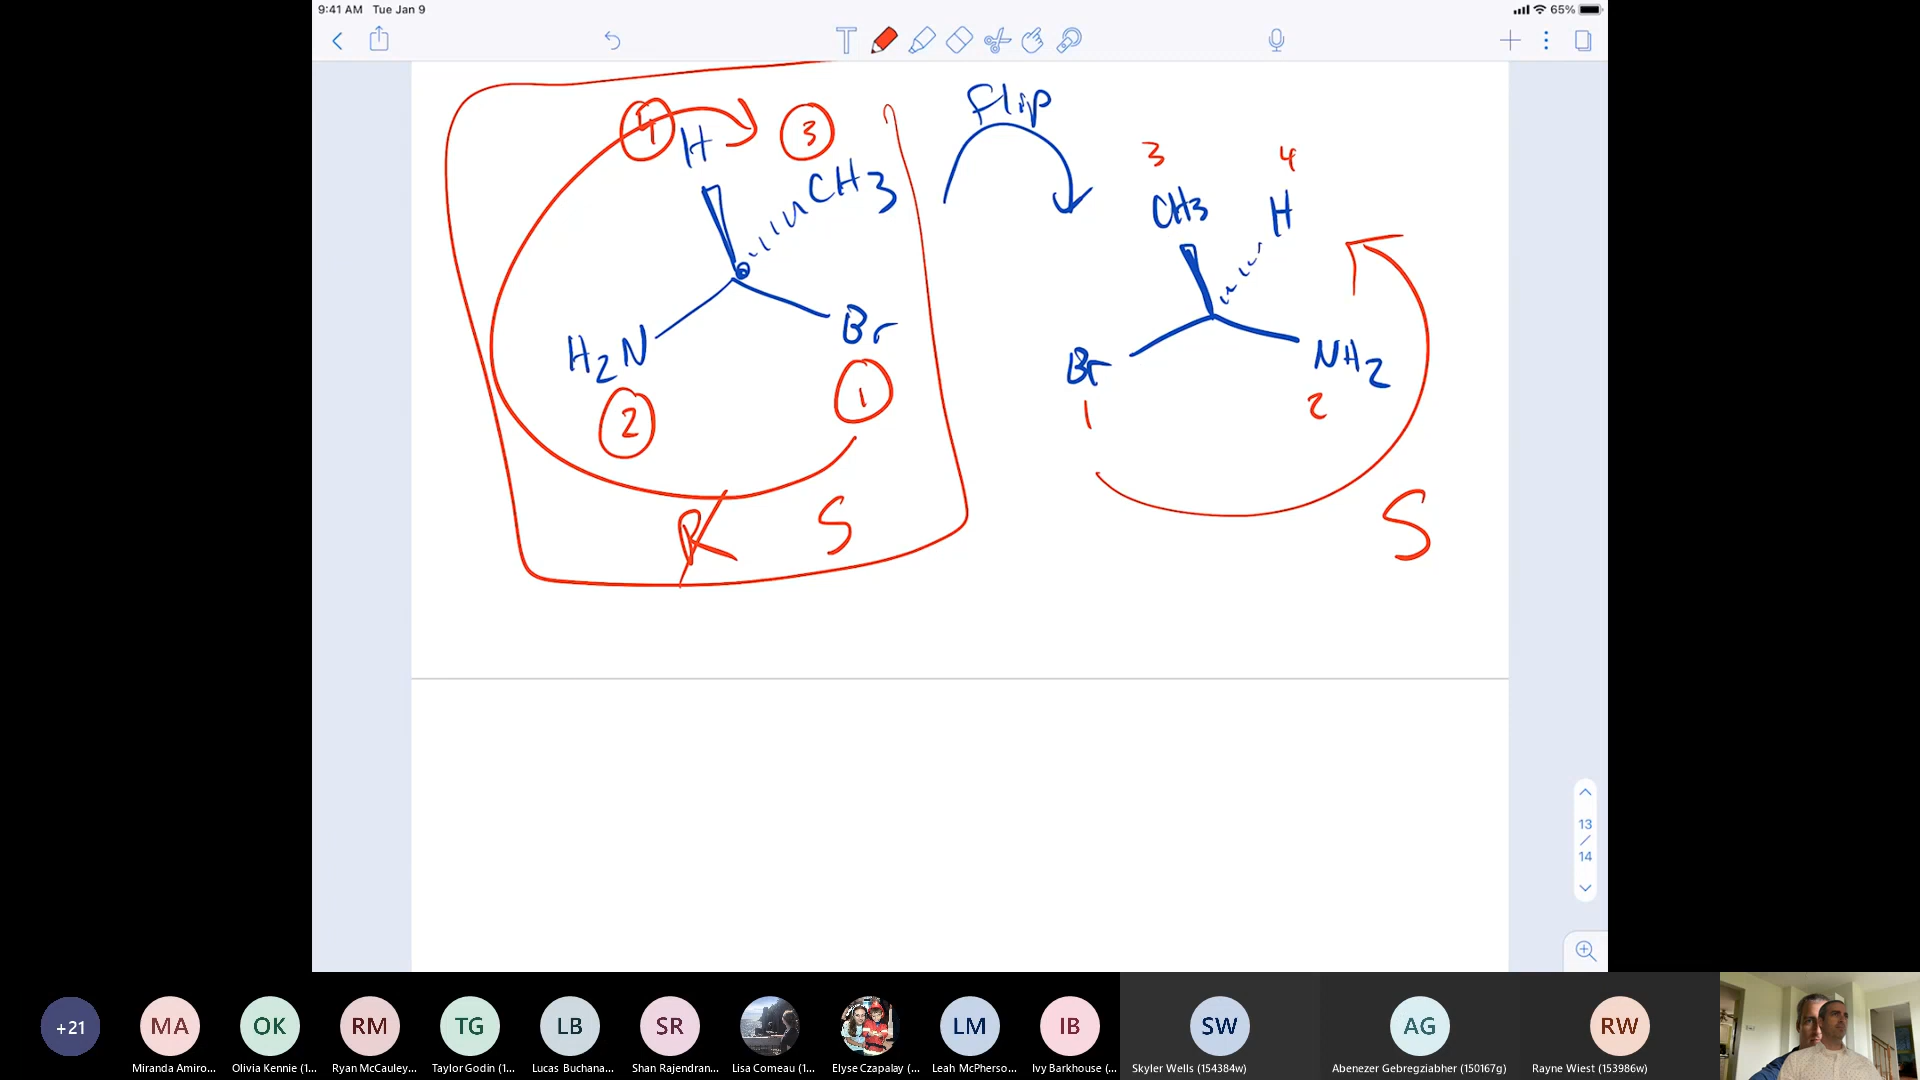 9:41 AM Tue Jan 9
65%
T
Flip
4
H
3
CH3
3
CH3
4
H
H2N
Br
2
1
Br
NH2
1
2
R
S
S
13
/
14
+21
MA
OK
RM
TG
LB
SR
LM
IB
SW
AG
RW
Miranda Amiro...
Olivia Kennie (1...
Ryan McCauley...
Taylor Godin (1...
Lucas Buchana...
Shan Rajendran...
Lisa Comeau (1...
Elyse Czapalay (...
Leah McPherso...
Ivy Barkhouse (...
Skyler Wells (154384w)
Abenezer Gebregziabher (150167g)
Rayne Wiest (153986w)